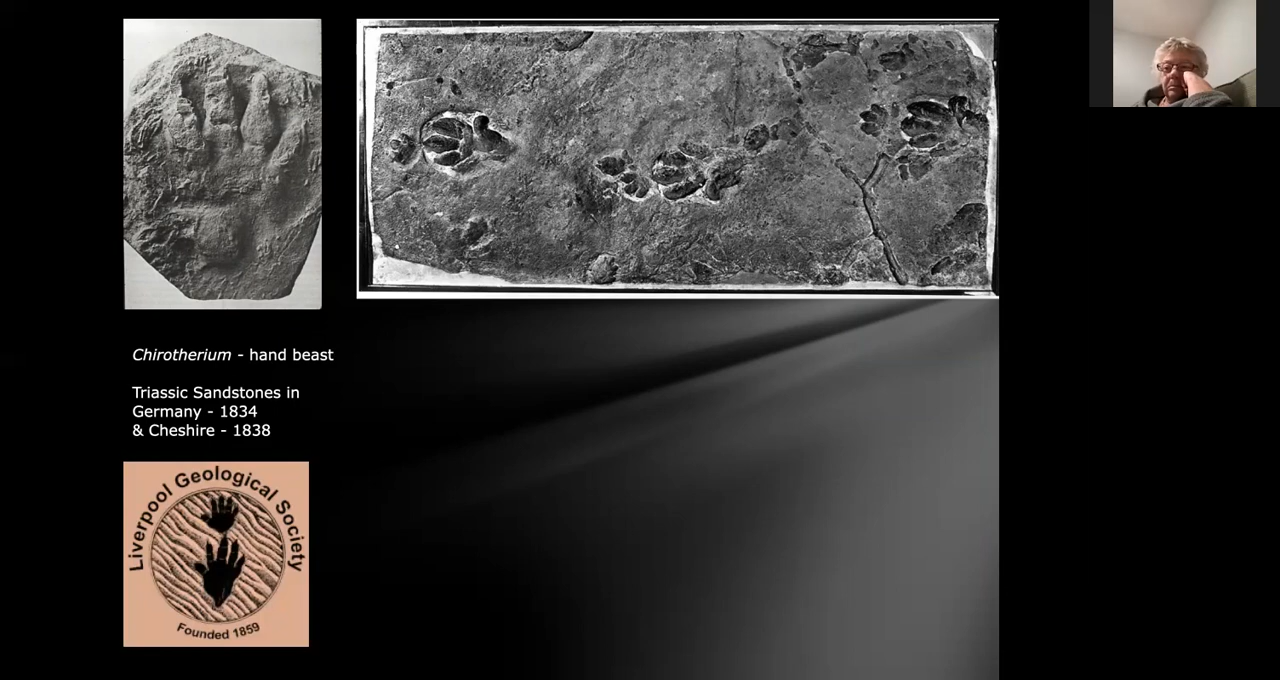 Chirotherium - hand beast
Triassic Sandstones in
Germany - 1834
& Cheshire - 1838
Liverpool Geological Society
Founded 1859